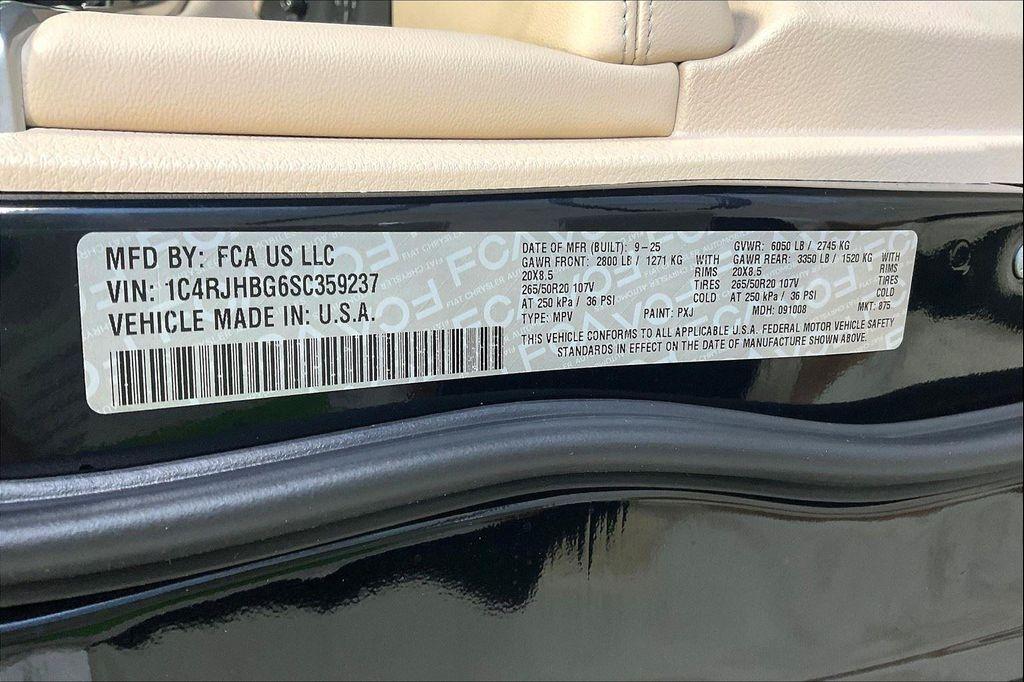 MFD BY: FCA US LLC
VIN: 1C4RJHBG6SC359237
VEHICLE MADE IN: U.S.A.
DATE OF MFR (BUILT): 9-25 GVWR: 6050 LB / 2745 KG
GAWR FRONT: 2800 LB / 1271 KG WITH GAWR REAR: 3350 LB / 1520 KG WITH
20X8.5 RIMS 20X8.5 RIMS
265/50R20 107V TIRES 265/50R20 107V TIRES
AT 250 kPa / 36 PSI COLD AT 250 kPa / 36 PSI COLD
TYPE: MPV PAINT: PXJ MDH: 091008 MKT: 875
THIS VEHICLE CONFORMS TO ALL APPLICABLE U.S.A. FEDERAL MOTOR VEHICLE SAFETY
STANDARDS IN EFFECT ON THE DATE OF MANUFACTURE SHOWN ABOVE.